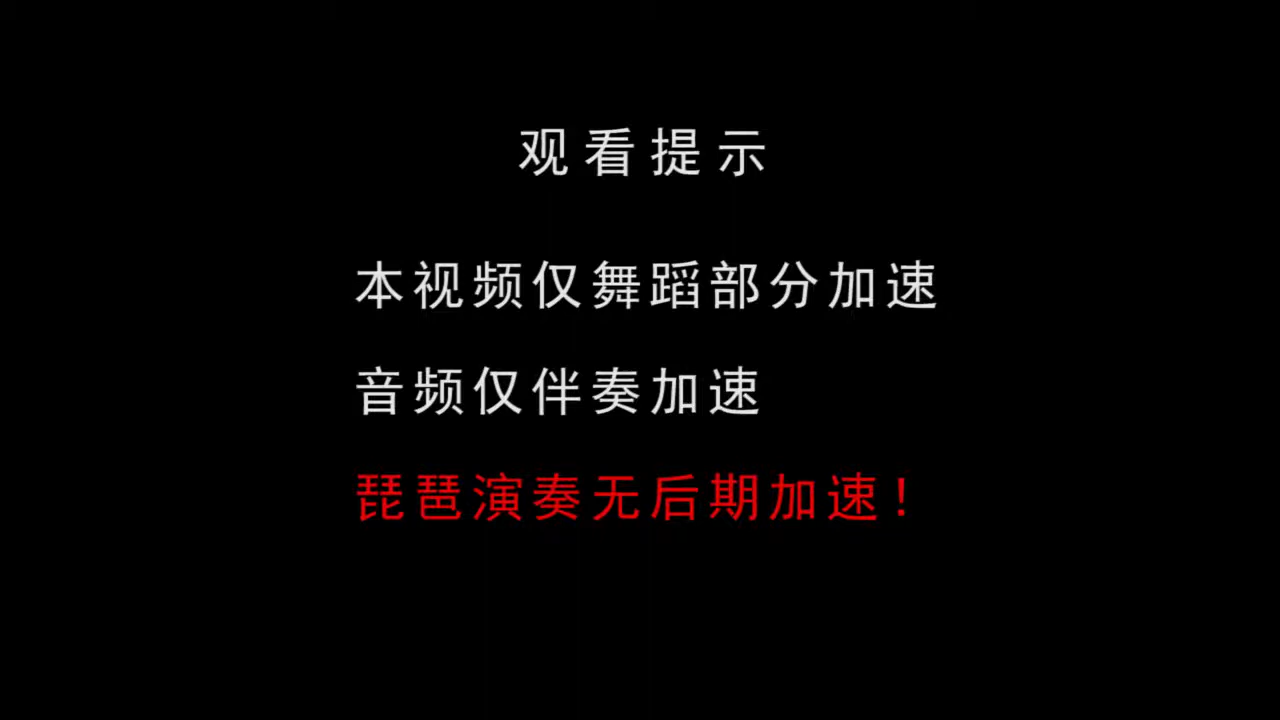 观看提示
本视频仅舞蹈部分加速
音频仅伴奏加速
琵琶演奏无后期加速！